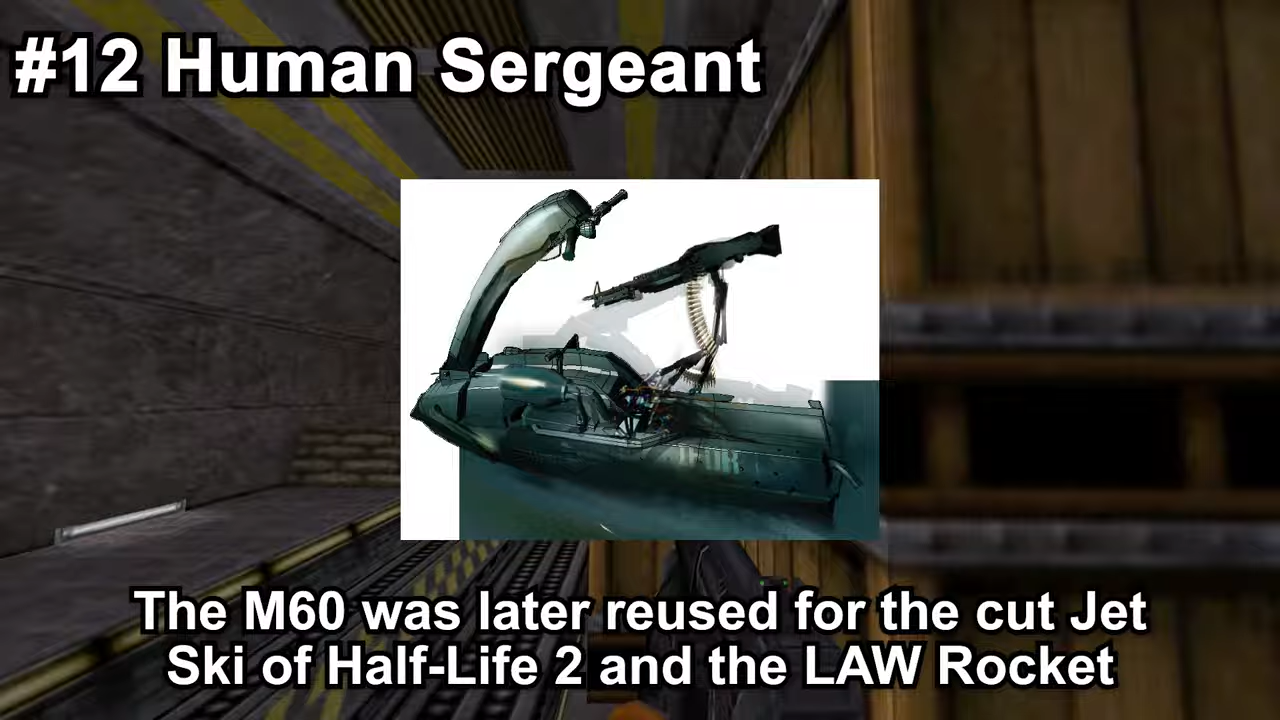 #12 Human Sergeant
The M60 was later reused for the cut Jet
Ski of Half-Life 2 and the LAW Rocket